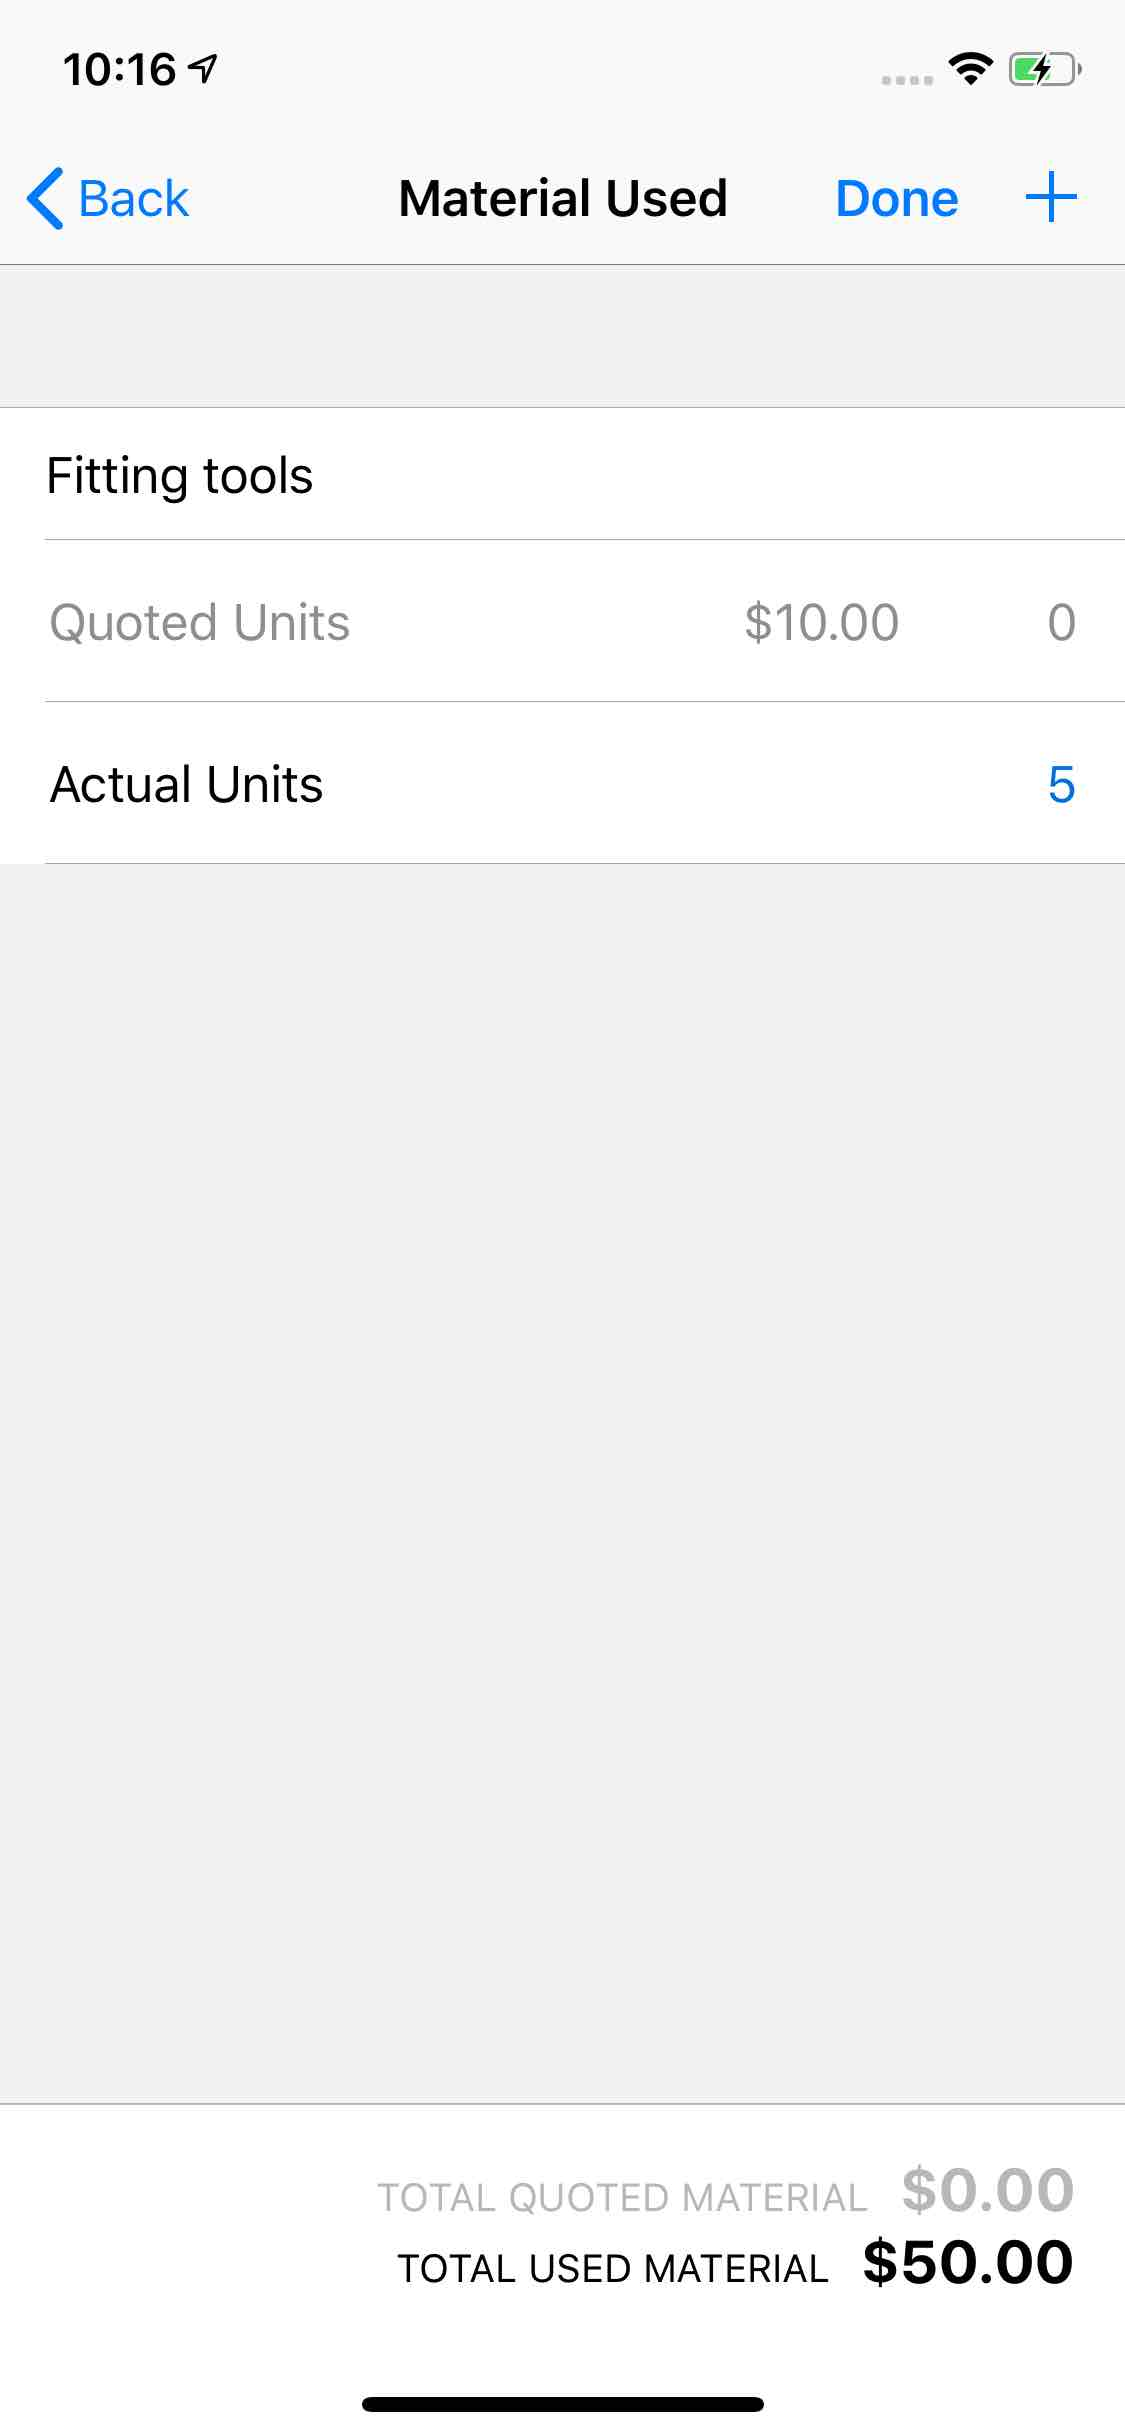 10:16
Back Material Used Done
Fitting tools
Quoted Units $10.00 0
Actual Units 5
TOTAL QUOTED MATERIAL $0.00
TOTAL USED MATERIAL $50.00